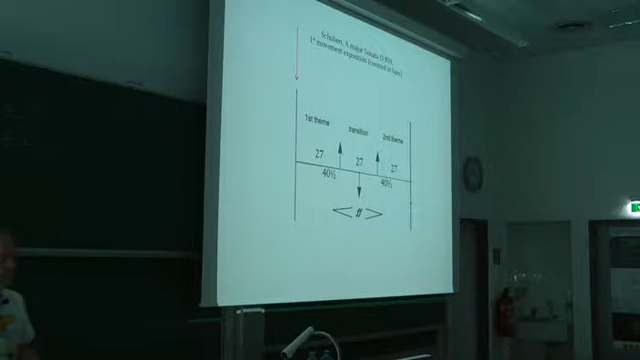 Schubert, A major Sonata D.959,
1st movement exposition (counted in bars)
1st theme
transition
2nd theme
27
27
27
40½
40½
< # >